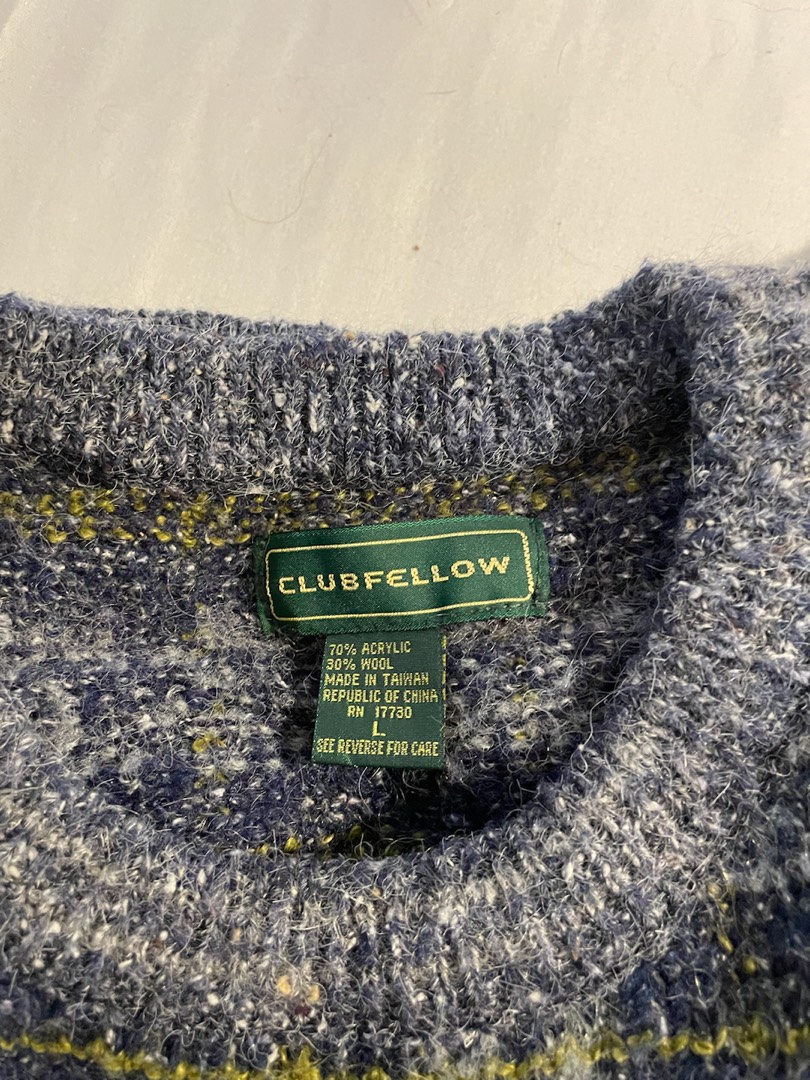 CLUBFELLOW
70% ACRYLIC
30% WOOL
MADE IN TAIWAN
REPUBLIC OF CHINA
RN 17730
L
SEE REVERSE FOR CARE